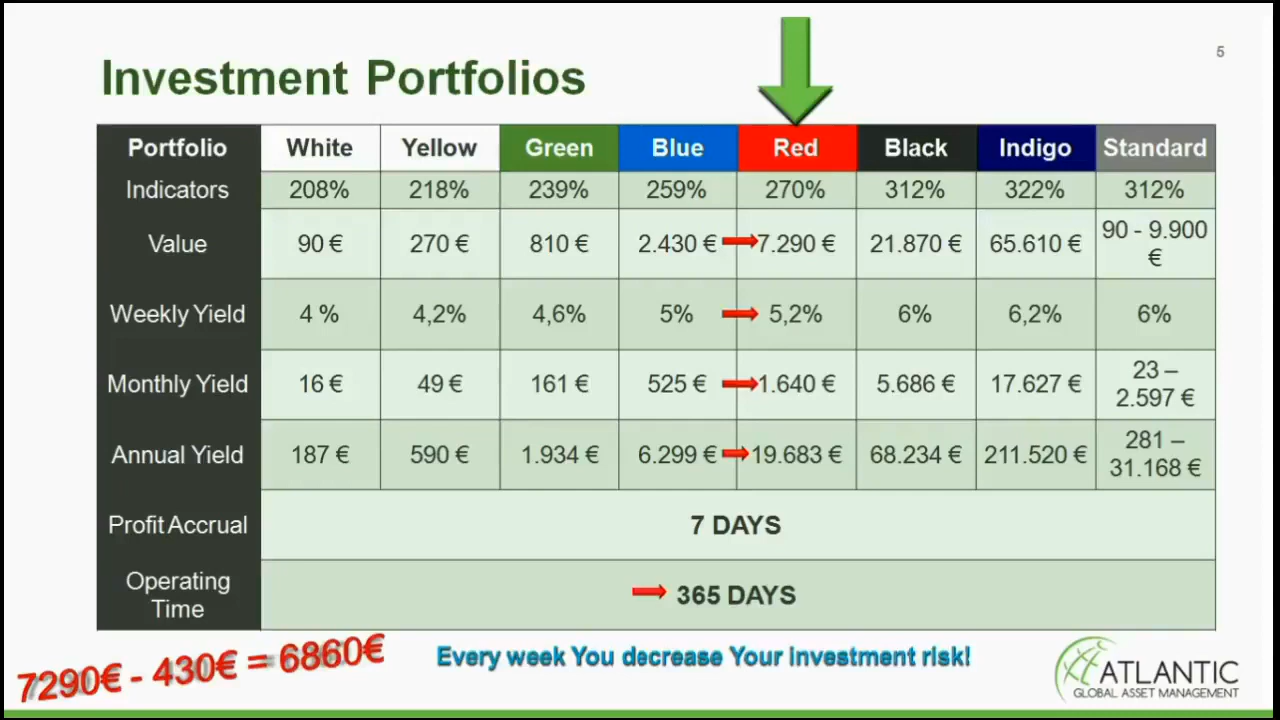 5
Investment Portfolios
Portfolio White Yellow Green Blue Red Black Indigo Standard
Indicators 208% 218% 239% 259% 270% 312% 322% 312%
Value 90 € 270 € 810 € 2.430 € 7.290 € 21.870 € 65.610 € 90 - 9.900 €
Weekly Yield 4 % 4,2% 4,6% 5% 5,2% 6% 6,2% 6%
Monthly Yield 16 € 49 € 161 € 525 € 1.640 € 5.686 € 17.627 € 23 – 2.597 €
Annual Yield 187 € 590 € 1.934 € 6.299 € 19.683 € 68.234 € 211.520 € 281 – 31.168 €
Profit Accrual 7 DAYS
Operating Time 365 DAYS
7290€ - 430€ = 6860€
Every week You decrease Your investment risk!
ATLANTIC
GLOBAL ASSET MANAGEMENT